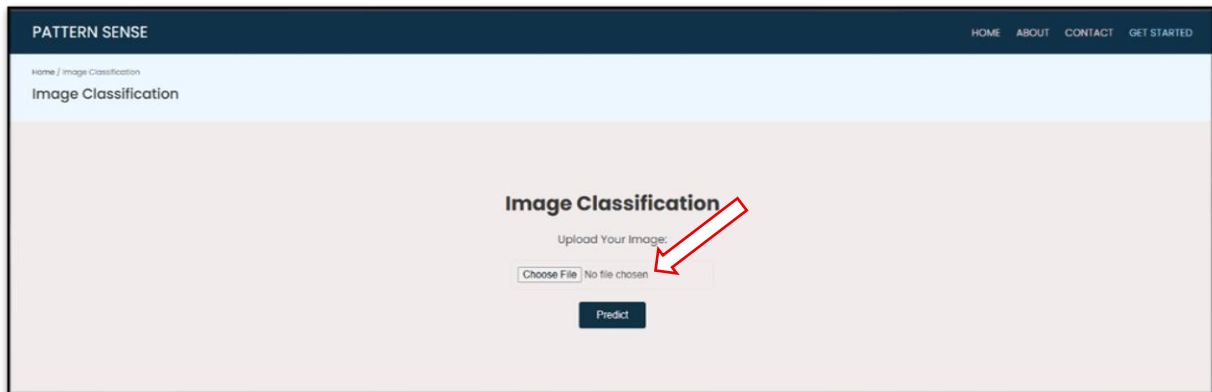 PATTERN SENSE
HOME ABOUT CONTACT GET STARTED
Home / Image Classification
Image Classification
Image Classification
Upload Your Image:
Choose File No file chosen
Predict